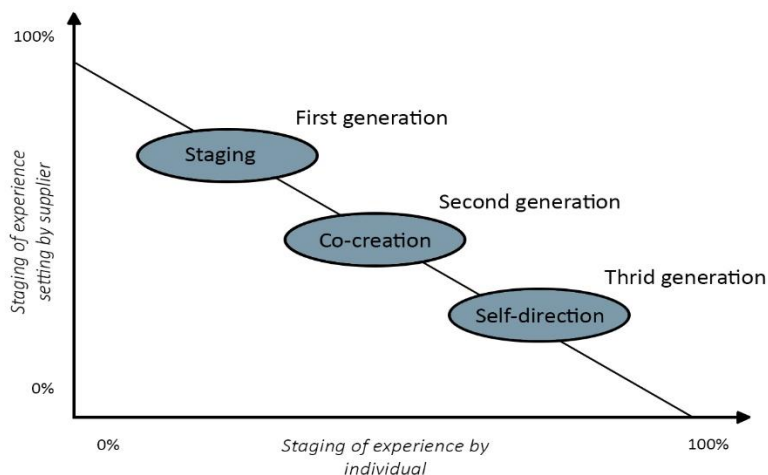 100%
First generation
Staging
Second generation
Co-creation
Thrid generation
Self-direction
Staging of experience
setting by supplier
0%
0%
Staging of experience by
individual
100%